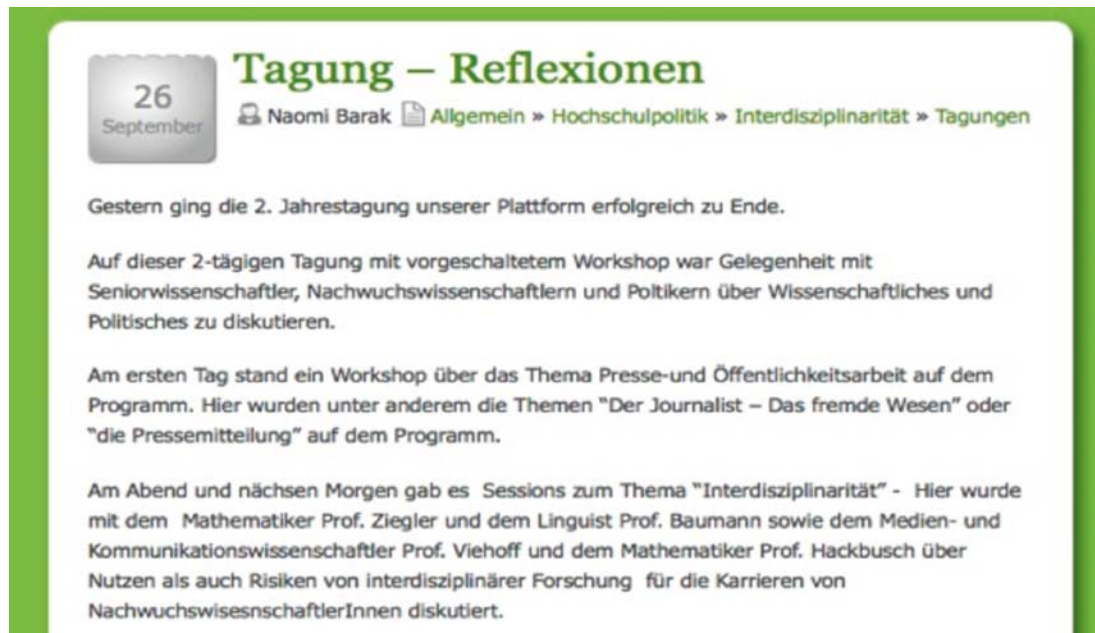 Tagung – Reflexionen
26
September
Naomi Barak Allgemein » Hochschulpolitik » Interdisziplinarität » Tagungen
Gestern ging die 2. Jahrestagung unserer Plattform erfolgreich zu Ende.
Auf dieser 2-tägigen Tagung mit vorgeschaltetem Workshop war Gelegenheit mit
Seniorwissenschaftler, Nachwuchswissenschaftlern und Poltikern über Wissenschaftliches und
Politisches zu diskutieren.
Am ersten Tag stand ein Workshop über das Thema Presse-und Öffentlichkeitsarbeit auf dem
Programm. Hier wurden unter anderem die Themen "Der Journalist – Das fremde Wesen" oder
"die Pressemitteilung" auf dem Programm.
Am Abend und nächsen Morgen gab es  Sessions zum Thema "Interdisziplinarität" -  Hier wurde
mit dem  Mathematiker Prof. Ziegler und dem Linguist Prof. Baumann sowie dem Medien- und
Kommunikationswissenschaftler Prof. Viehoff und dem Mathematiker Prof. Hackbusch über
Nutzen als auch Risiken von interdisziplinärer Forschung  für die Karrieren von
NachwuchswisesnschaftlerInnen diskutiert.